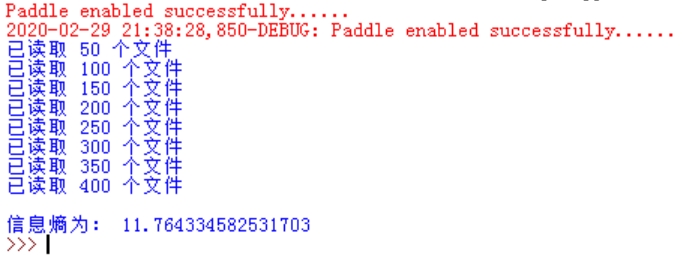 Paddle enabled successfully......
2020-02-29 21:38:28,850-DEBUG: Paddle enabled successfully......
已读取 50 个文件
已读取 100 个文件
已读取 150 个文件
已读取 200 个文件
已读取 250 个文件
已读取 300 个文件
已读取 350 个文件
已读取 400 个文件
信息熵为: 11.764334582531703
>>>